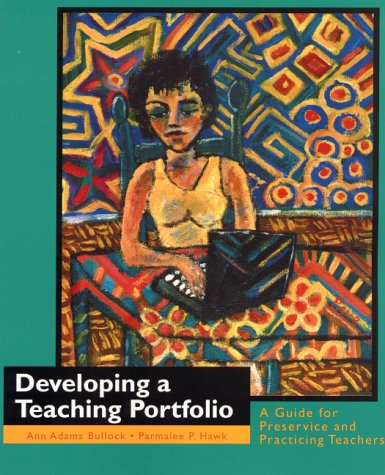 Developing a
Teaching Portfolio
Ann Adams Bullock • Parmalee P. Hawk
A Guide for
Preservice and
Practicing Teachers